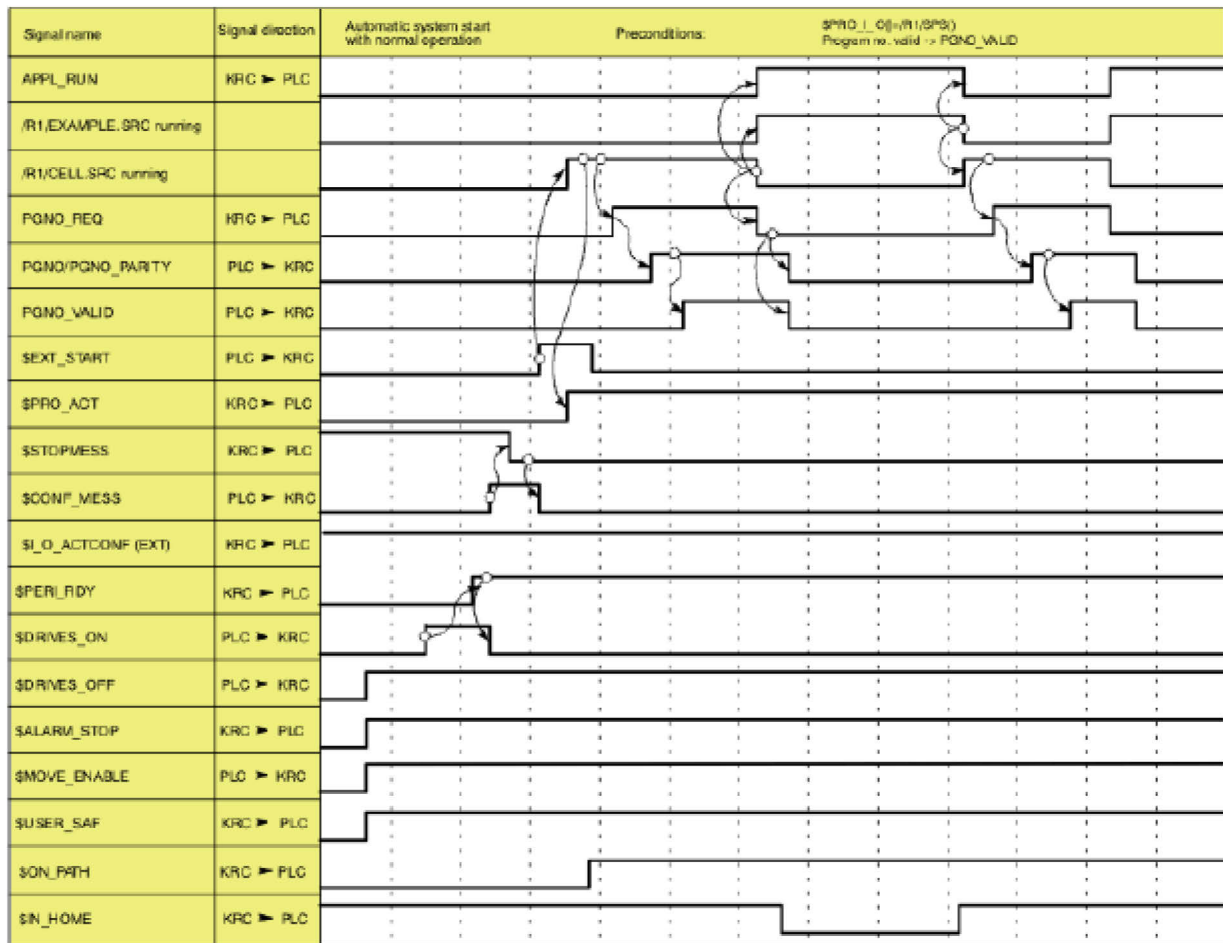 Signal name Signal direction Automatic system start Preconditions: $PRO_I_O[]=/R1/SPS()
with normal operation Program no. valid -> PGNO_VALID
APPL_RUN KRC ► PLC
/R1/EXAMPLE.SRC running
/R1/CELL.SRC running
PGNO_REQ KRC ► PLC
PGNO/PGNO_PARITY PLC ► KRC
PGNO_VALID PLC ► KRC
$EXT_START PLC ► KRC
$PRO_ACT KRC ► PLC
$STOPMESS KRC ► PLC
$CONF_MESS PLC ► KRC
$I_O_ACTCONF (EXT) KRC ► PLC
$PERI_RDY KRC ► PLC
$DRIVES_ON PLC ► KRC
$DRIVES_OFF PLC ► KRC
$ALARM_STOP KRC ► PLC
$MOVE_ENABLE PLC ► KRC
$USER_SAF KRC ► PLC
$ON_PATH KRC ► PLC
$IN_HOME KRC ► PLC